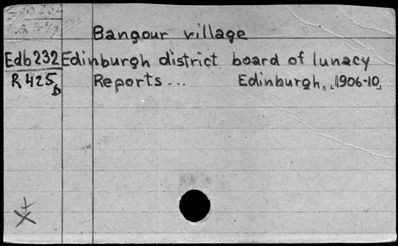 Bangour village
Edb232 Edinburgh district board of lunacy
R425 Reports... Edinburgh, 1906-10